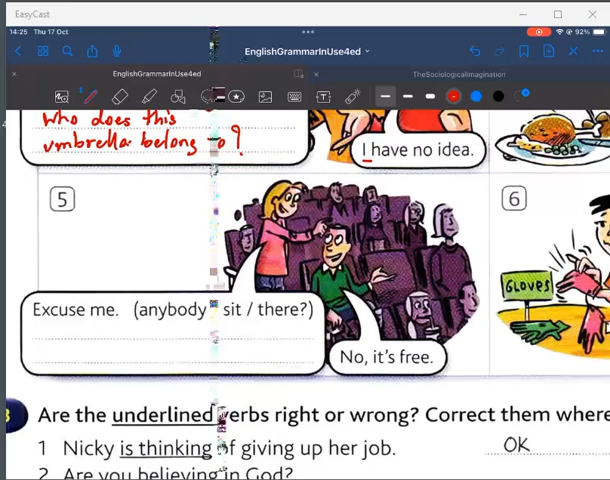 EasyCast
14:25 Thu 17 Oct
92%
EnglishGrammarInUse4ed
EnglishGrammarInUse4ed
TheSociologicalImagination
who does this
umbrella belong to?
I have no idea.
5
6
GLOVES
Excuse me. (anybody / sit / there?)
No, it's free.
3 Are the underlined verbs right or wrong? Correct them where
1 Nicky is thinking of giving up her job.
OK
2 Are you believing in God?